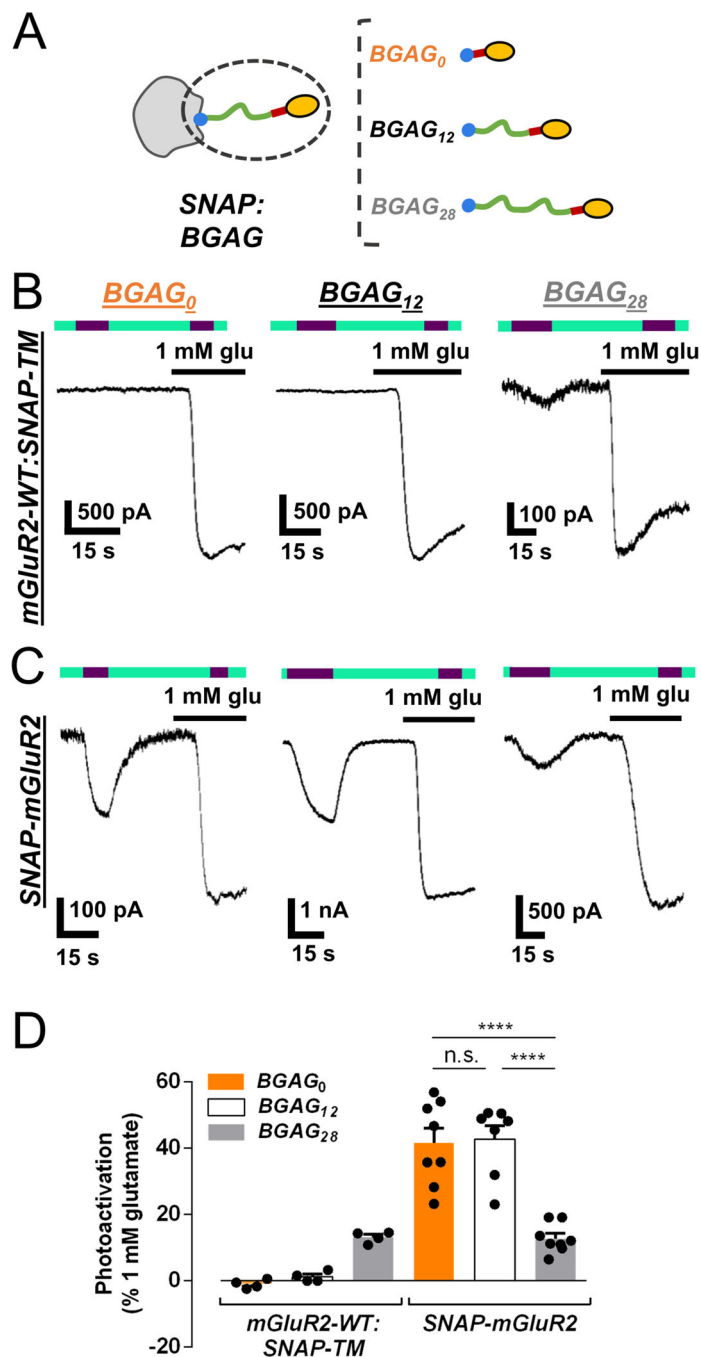 A
SNAP:
BGAG
BGAG0
BGAG12
BGAG28
B
BGAG0
BGAG12
BGAG28
mGluR2-WT:SNAP-TM
1 mM glu
1 mM glu
1 mM glu
500 pA
15 s
500 pA
15 s
100 pA
15 s
C
SNAP-mGluR2
1 mM glu
1 mM glu
1 mM glu
100 pA
15 s
1 nA
15 s
500 pA
15 s
D
****
n.s.
****
BGAG0
BGAG12
BGAG28
Photoactivation
(% 1 mM glutamate)
60
40
20
0
-20
mGluR2-WT:
SNAP-TM
SNAP-mGluR2